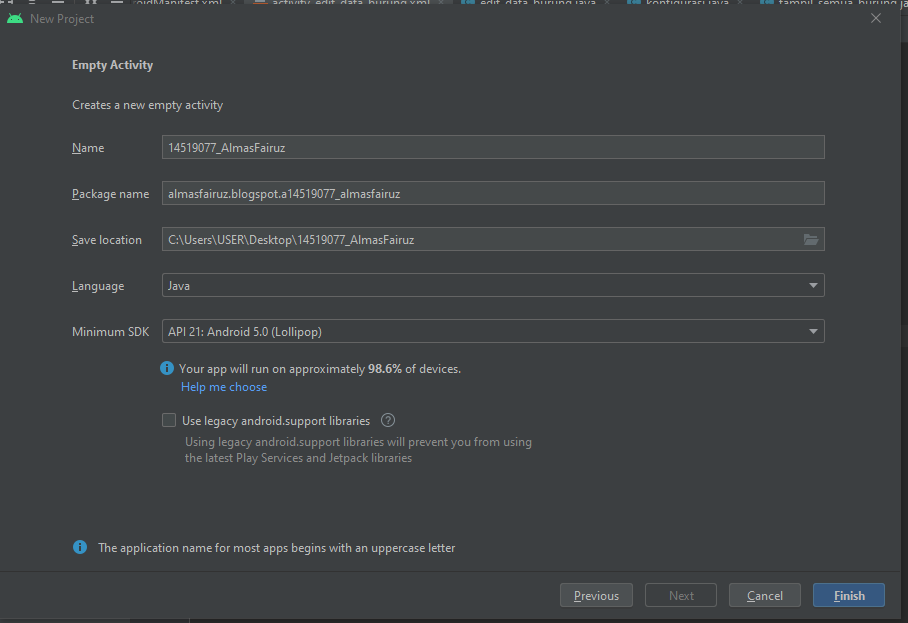 activity_edit_data_burung.xml
edit_data_burung.java
konfigurasi.java
New Project
Empty Activity
Creates a new empty activity
Name
14519077_AlmasFairuz
Package name
almasfairuz.blogspot.a14519077_almasfairuz
Save location
C:\Users\USER\Desktop\14519077_AlmasFairuz
Language
Java
Minimum SDK
API 21: Android 5.0 (Lollipop)
Your app will run on approximately 98.6% of devices.
Help me choose
Use legacy android.support libraries
Using legacy android.support libraries will prevent you from using
the latest Play Services and Jetpack libraries
The application name for most apps begins with an uppercase letter
Previous
Next
Cancel
Finish